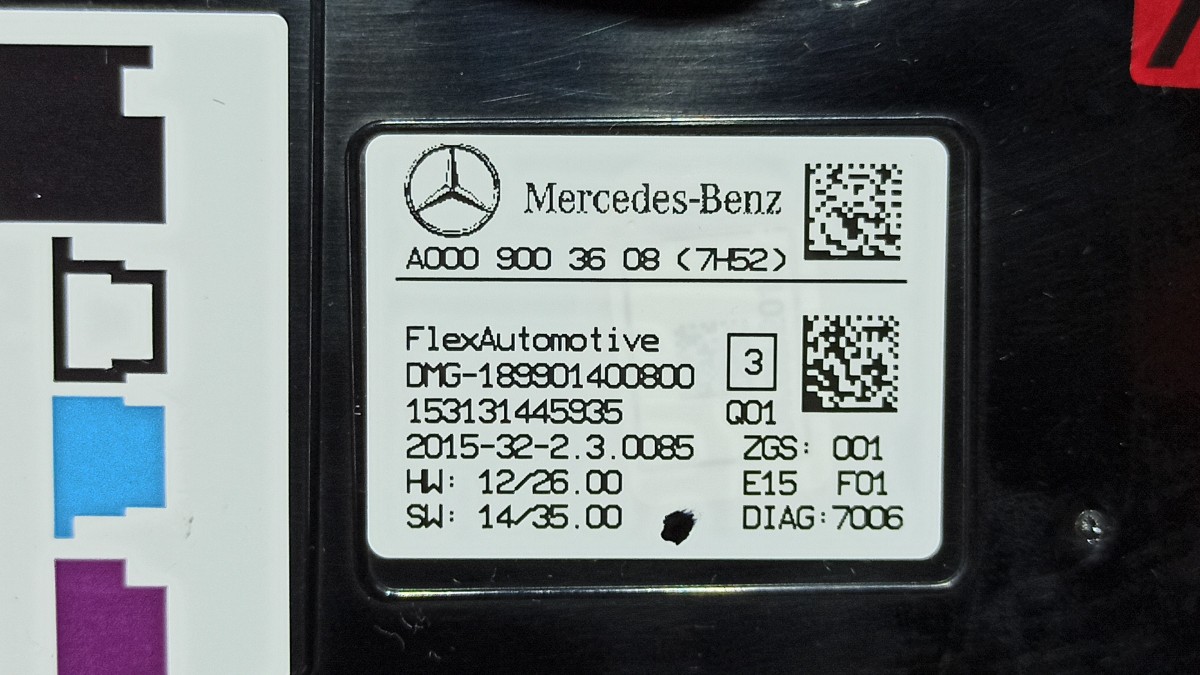 Mercedes-Benz
A000 900 36 08 (7H52)
FlexAutomotive
DMG-189901400800
3
153131445935
Q01
2015-32-2.3.0085 ZGS: 001
HW: 12/26.00 E15 F01
SW: 14/35.00 DIAG:7006